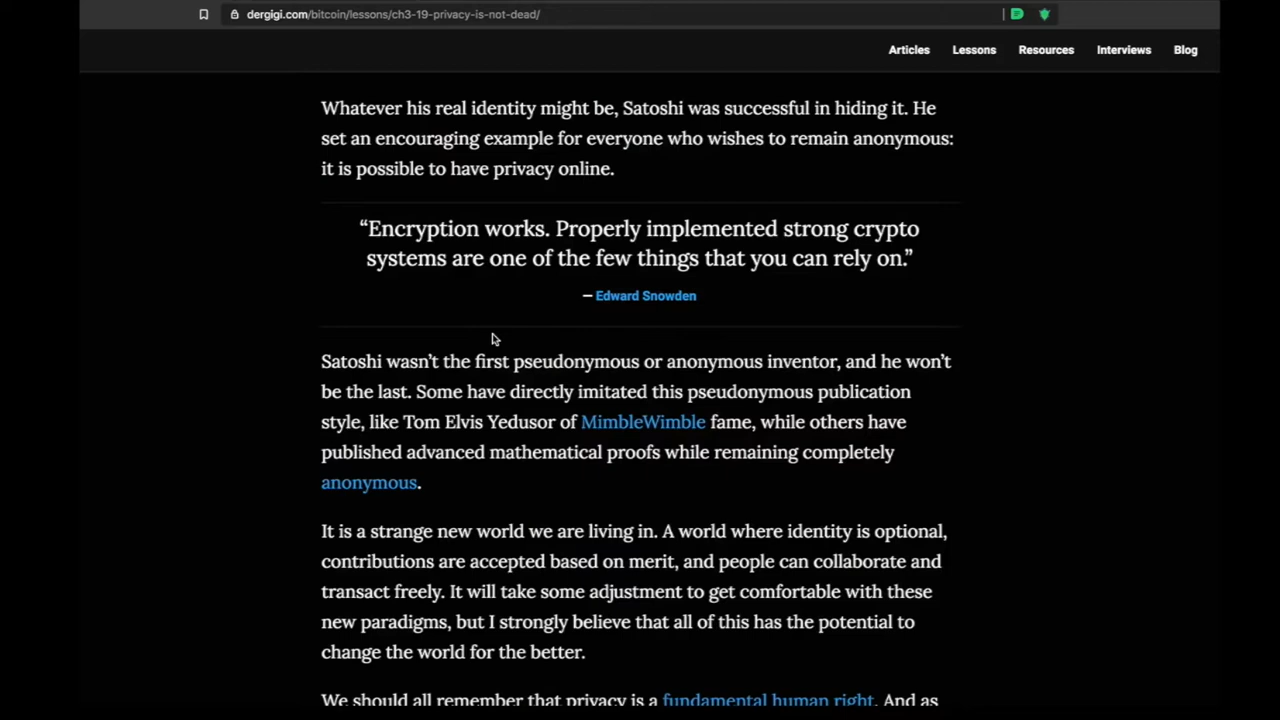 dergigi.com/bitcoin/lessons/ch3-19-privacy-is-not-dead/
Articles Lessons Resources Interviews Blog
Whatever his real identity might be, Satoshi was successful in hiding it. He
set an encouraging example for everyone who wishes to remain anonymous:
it is possible to have privacy online.
“Encryption works. Properly implemented strong crypto
systems are one of the few things that you can rely on.”
– Edward Snowden
Satoshi wasn’t the first pseudonymous or anonymous inventor, and he won’t
be the last. Some have directly imitated this pseudonymous publication
style, like Tom Elvis Yedusor of MimbleWimble fame, while others have
published advanced mathematical proofs while remaining completely
anonymous.
It is a strange new world we are living in. A world where identity is optional,
contributions are accepted based on merit, and people can collaborate and
transact freely. It will take some adjustment to get comfortable with these
new paradigms, but I strongly believe that all of this has the potential to
change the world for the better.
We should all remember that privacy is a fundamental human right. And as